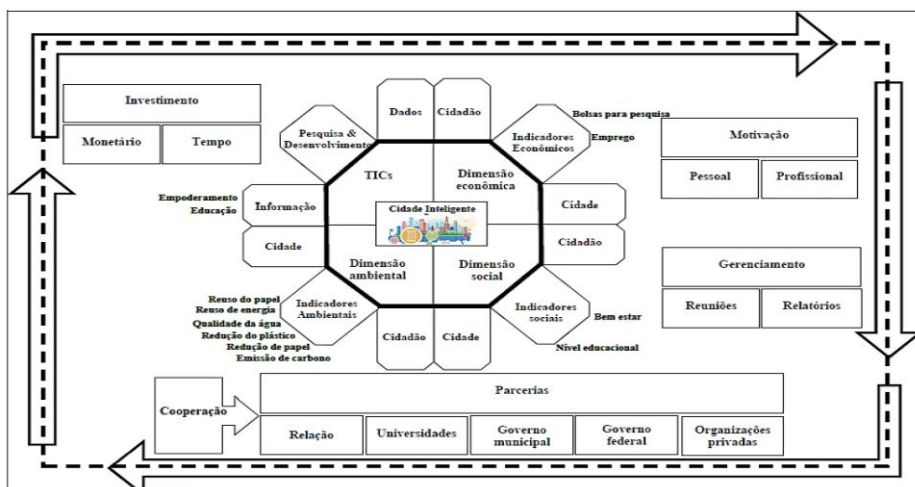 Investimento
Monetário
Tempo
Pesquisa &
Desenvolvimento
Dados
Cidadão
Indicadores
Econômicos
Bolsas para pesquisa
Emprego
Motivação
Pessoal
Profissional
TICs
Dimensão
econômica
Empoderamento
Educação
Informação
Cidade
Cidade Inteligente
Cidade
Cidadão
Dimensão
ambiental
Dimensão
social
Gerenciamento
Reuniões
Relatórios
Reuso do papel
Reuso de energia
Qualidade da água
Redução do plástico
Redução de papel
Emissão de carbono
Indicadores
Ambientais
Cidadão
Cidade
Indicadores
sociais
Bem estar
Nível educacional
Cooperação
Parcerias
Relação
Universidades
Governo
municipal
Governo
federal
Organizações
privadas